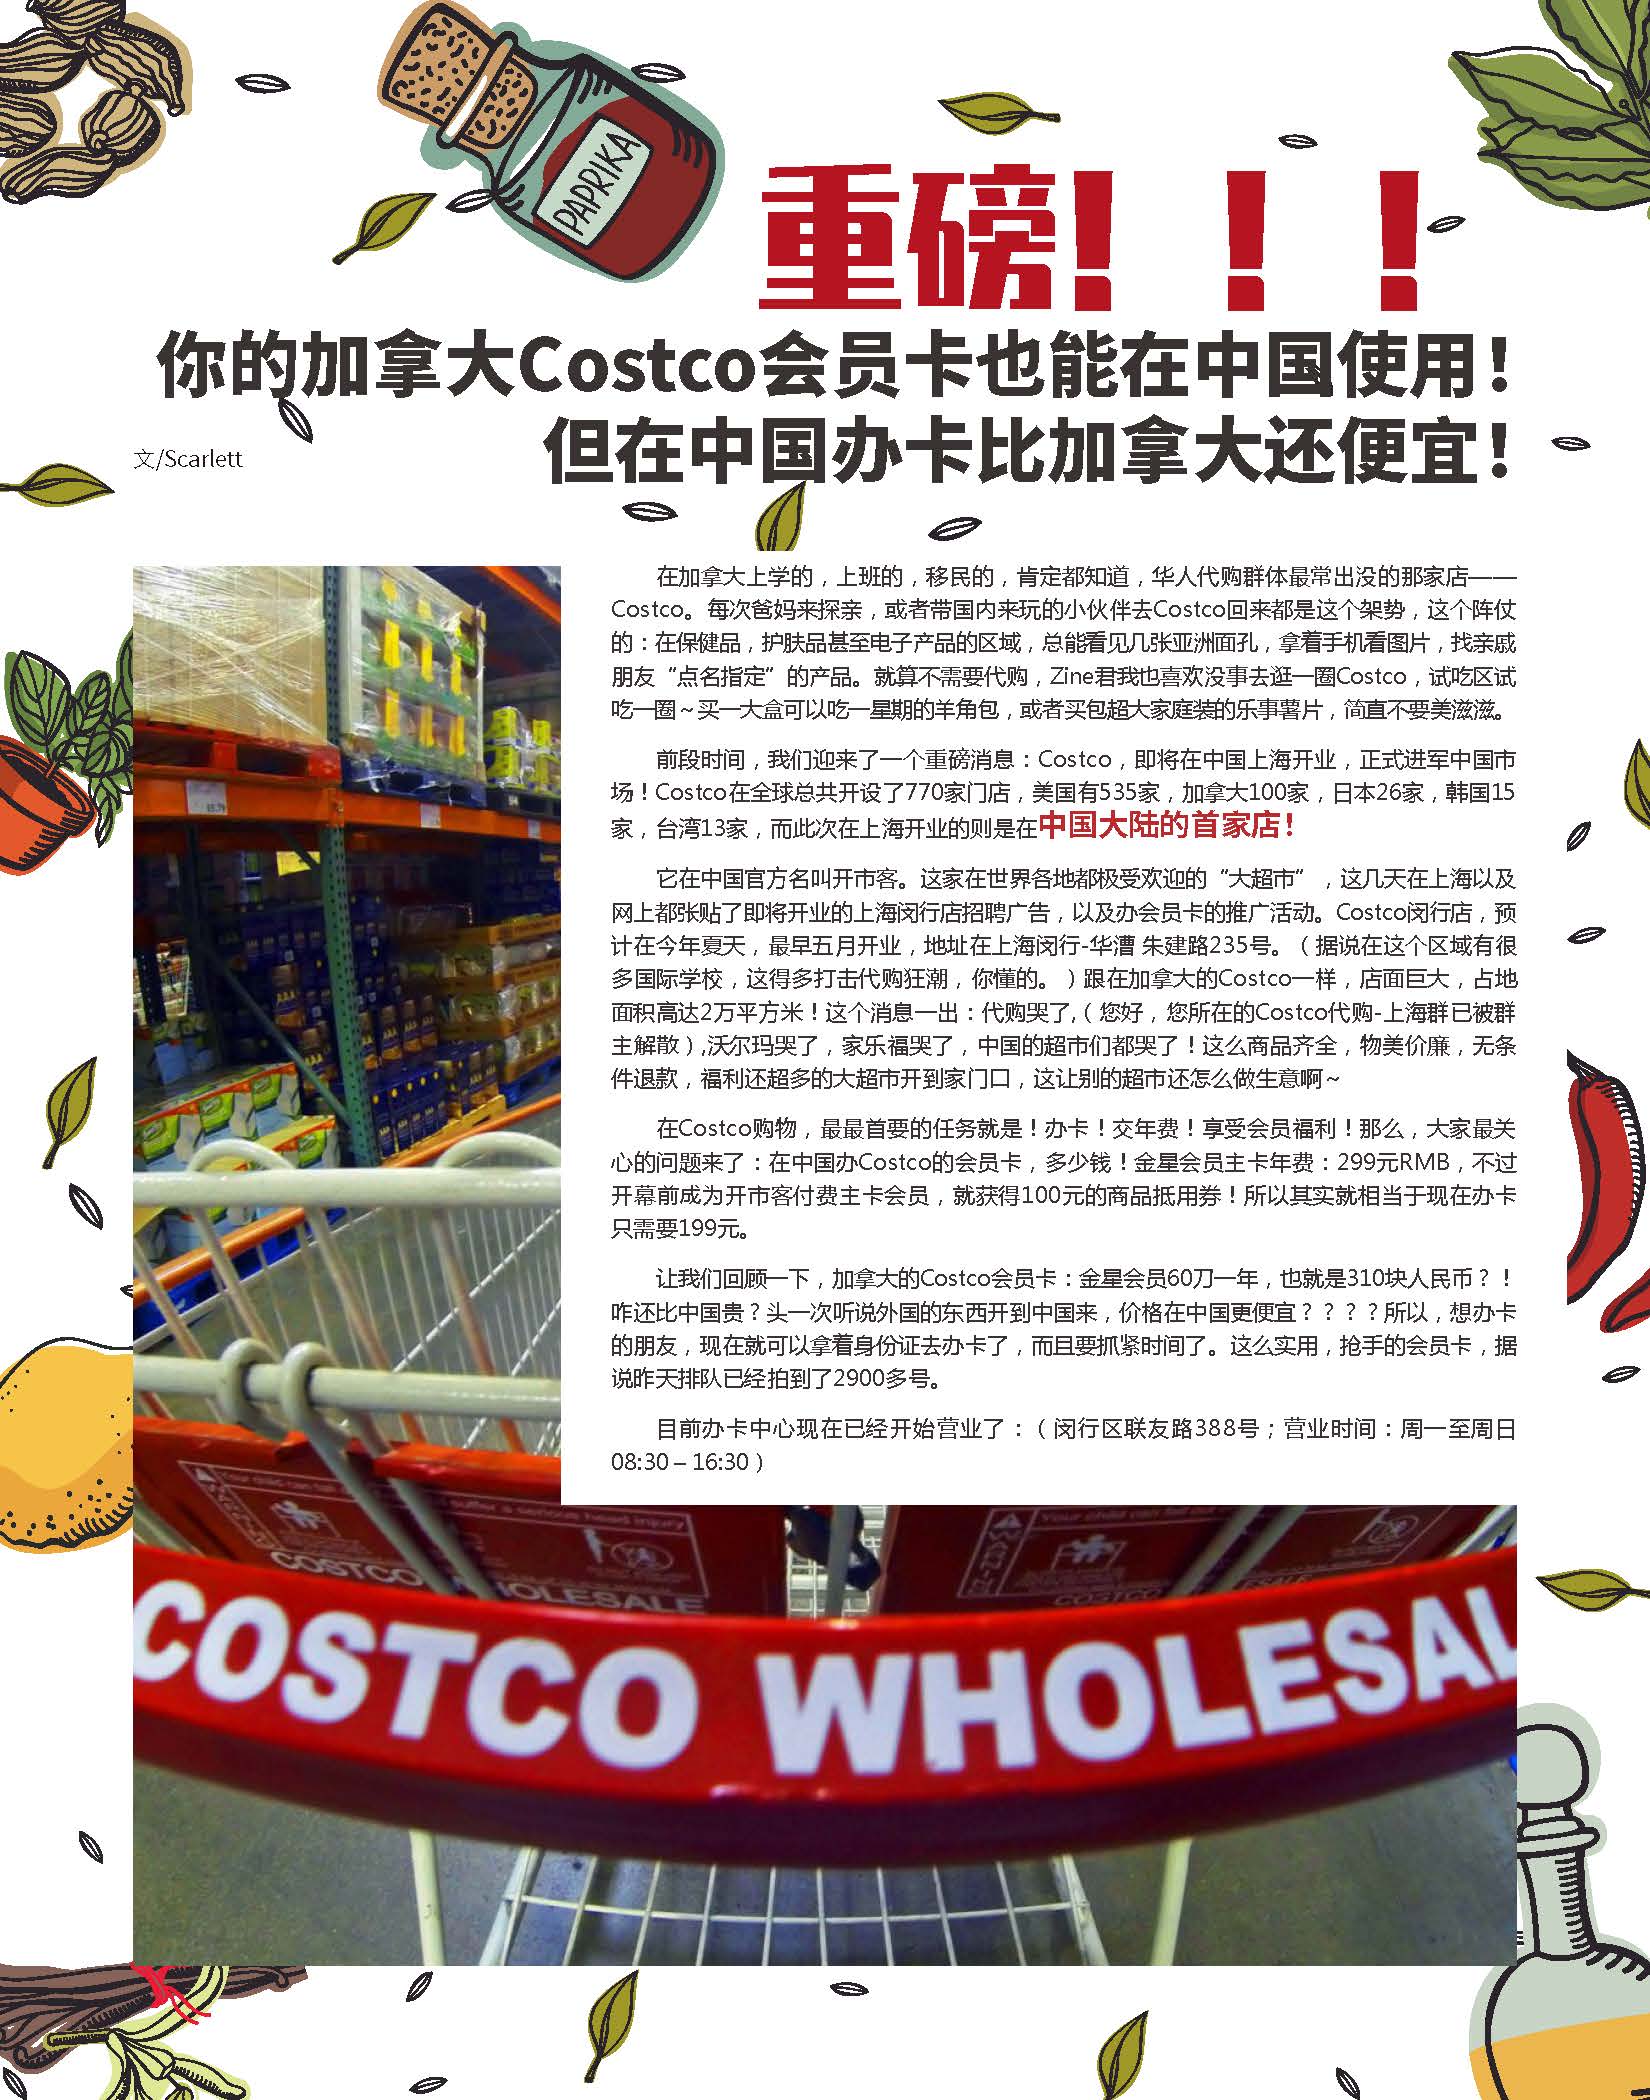 PAPRIKA
重磅！！！
你的加拿大Costco会员卡也能在中国使用！
但在中国办卡比加拿大还便宜！
文/Scarlett
在加拿大上学的，上班的，移民的，肯定都知道，华人代购群体最常出没的那家店——
Costco。每次爸妈来探亲，或者带国内来玩的小伙伴去Costco回来都是这个架势，这个阵仗
的：在保健品，护肤品甚至电子产品的区域，总能看见几张亚洲面孔，拿着手机看图片，找亲戚
朋友“点名指定”的产品。就算不需要代购，Zine君我也喜欢没事去逛一圈Costco，试吃区试
吃一圈～买一大盒可以吃一星期的羊角包，或者买包超大家庭装的乐事薯片，简直不要美滋滋。
前段时间，我们迎来了一个重磅消息：Costco，即将在中国上海开业，正式进军中国市
场！Costco在全球总共开设了770家门店，美国有535家，加拿大100家，日本26家，韩国15
家，台湾13家，而此次在上海开业的则是在中国大陆的首家店！
它在中国官方名叫开市客。这家在世界各地都极受欢迎的“大超市”，这几天在上海以及
网上都张贴了即将开业的上海闵行店招聘广告，以及办会员卡的推广活动。Costco闵行店，预
计在今年夏天，最早五月开业，地址在上海闵行-华漕 朱建路235号。（据说在这个区域有很
多国际学校，这得多打击代购狂潮，你懂的。）跟在加拿大的Costco一样，店面巨大，占地
面积高达2万平方米！这个消息一出：代购哭了,（您好，您所在的Costco代购-上海群已被群
主解散）,沃尔玛哭了，家乐福哭了，中国的超市们都哭了！这么商品齐全，物美价廉，无条
件退款，福利还超多的大超市开到家门口，这让别的超市还怎么做生意啊～
在Costco购物，最最首要的任务就是！办卡！交年费！享受会员福利！那么，大家最关
心的问题来了：在中国办Costco的会员卡，多少钱！金星会员主卡年费：299元RMB，不过
开幕前成为开市客付费主卡会员，就获得100元的商品抵用券！所以其实就相当于现在办卡
只需要199元。
让我们回顾一下，加拿大的Costco会员卡：金星会员60刀一年，也就是310块人民币？！
咋还比中国贵？头一次听说外国的东西开到中国来，价格在中国更便宜？？？？所以，想办卡
的朋友，现在就可以拿着身份证去办卡了，而且要抓紧时间了。这么实用，抢手的会员卡，据
说昨天排队已经拍到了2900多号。
目前办卡中心现在已经开始营业了：（闵行区联友路388号；营业时间：周一至周日
08:30 – 16:30）
COSTCO WHOLESALE
COSTCO
COSTCO WHOLESAL